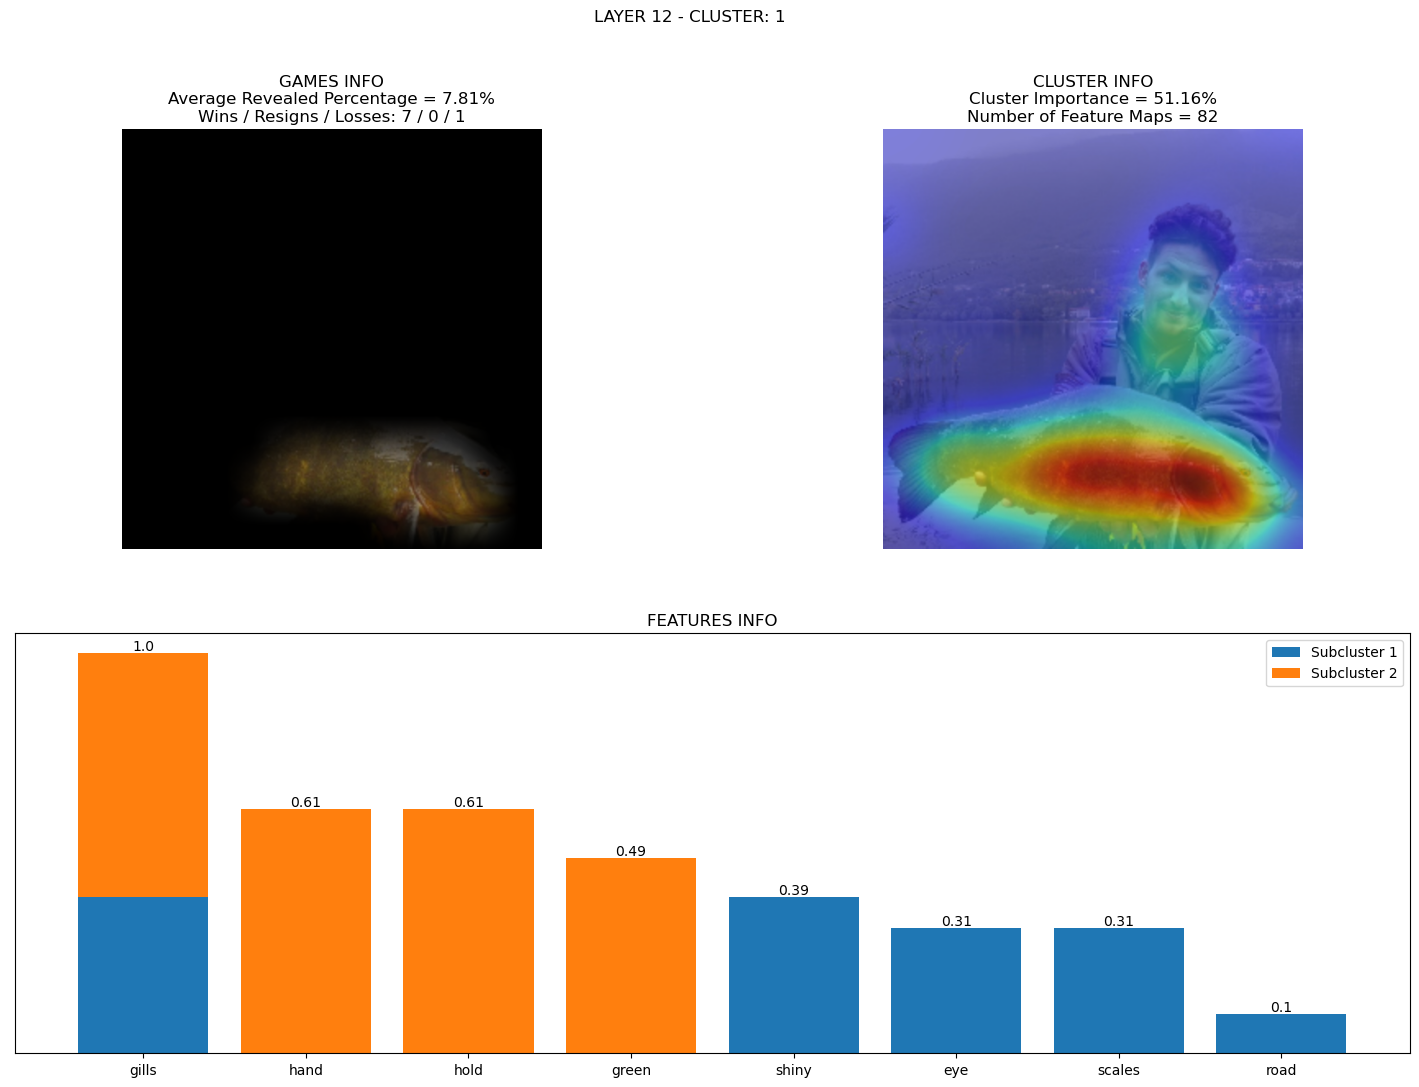 LAYER 12 - CLUSTER: 1
GAMES INFO
Average Revealed Percentage = 7.81%
Wins / Resigns / Losses: 7 / 0 / 1
CLUSTER INFO
Cluster Importance = 51.16%
Number of Feature Maps = 82
FEATURES INFO
Subcluster 1
Subcluster 2
1.0
0.61
0.61
0.49
0.39
0.31
0.31
0.1
gills
hand
hold
green
shiny
eye
scales
road